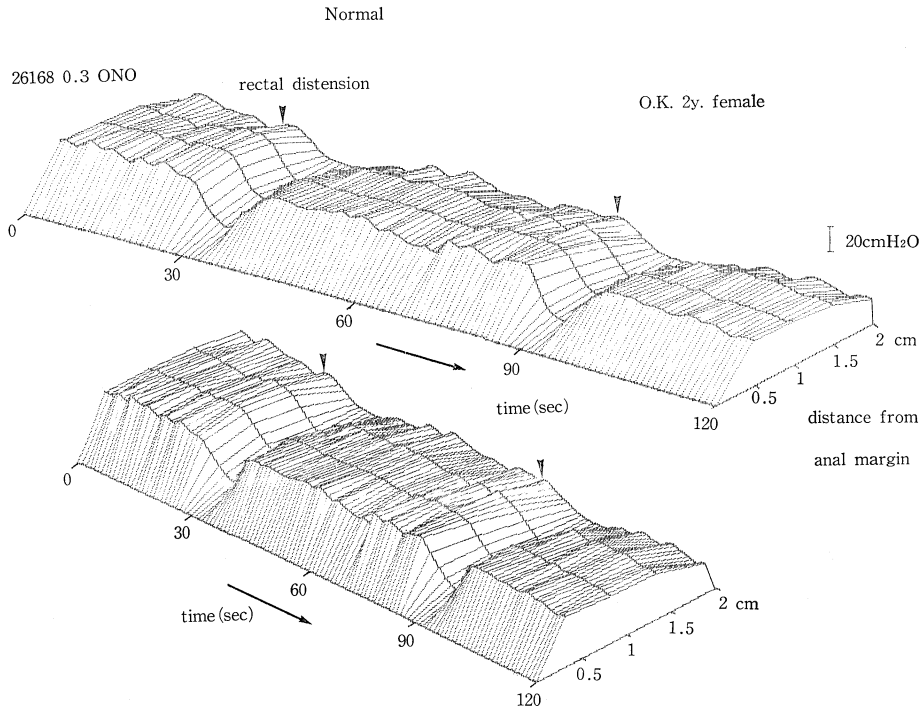 Normal
26168 0.3 ONO
rectal distension
O.K. 2y. female
20cmH₂O
0
30
60
90
120
time(sec)
0.5
1
1.5
2 cm
distance from
anal margin
0
30
60
90
120
time(sec)
0.5
1
1.5
2 cm